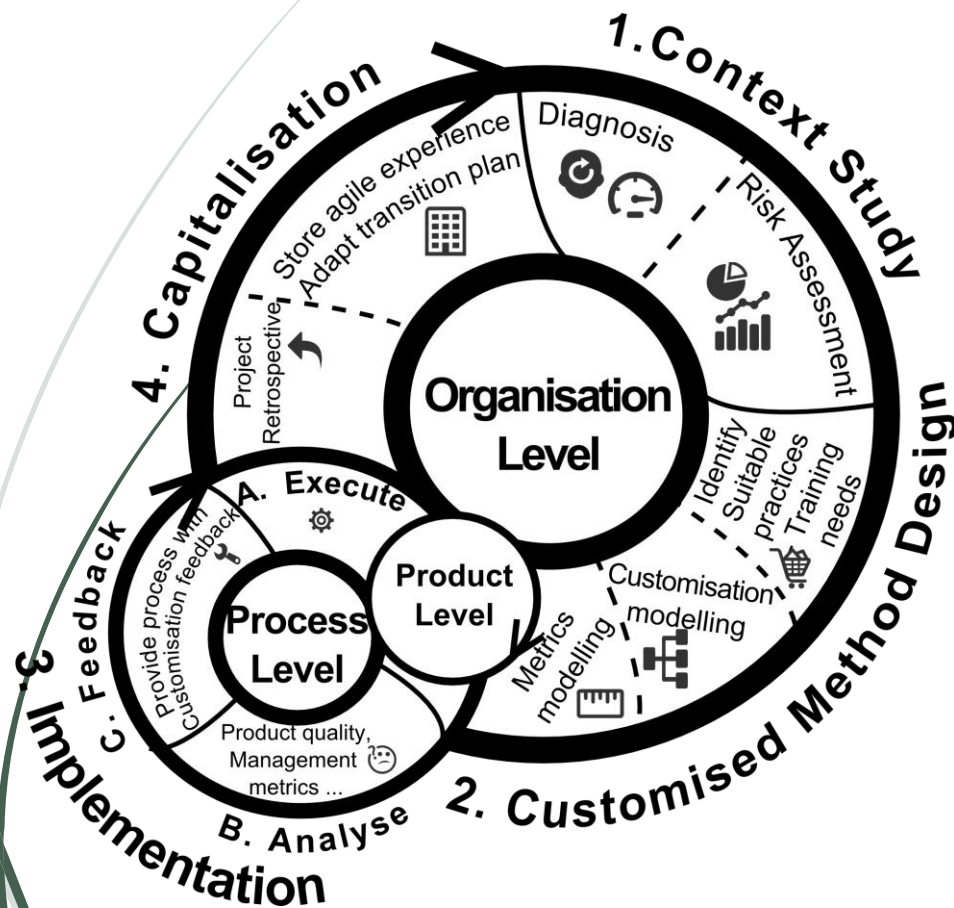 1.Context Study
Diagnosis
Risk Assessment
2. Customised Method Design
Identify
Suitable
practices
Training
needs
Customisation
modelling
Metrics
modelling
3. Implementation
A. Execute
B. Analyse
Product quality,
Management
metrics ...
C. Feedback
Provide process with
Customisation feedback
4. Capitalisation
Project
Retrospective
Store agile experience
Adapt transition plan
Organisation
Level
Product
Level
Process
Level